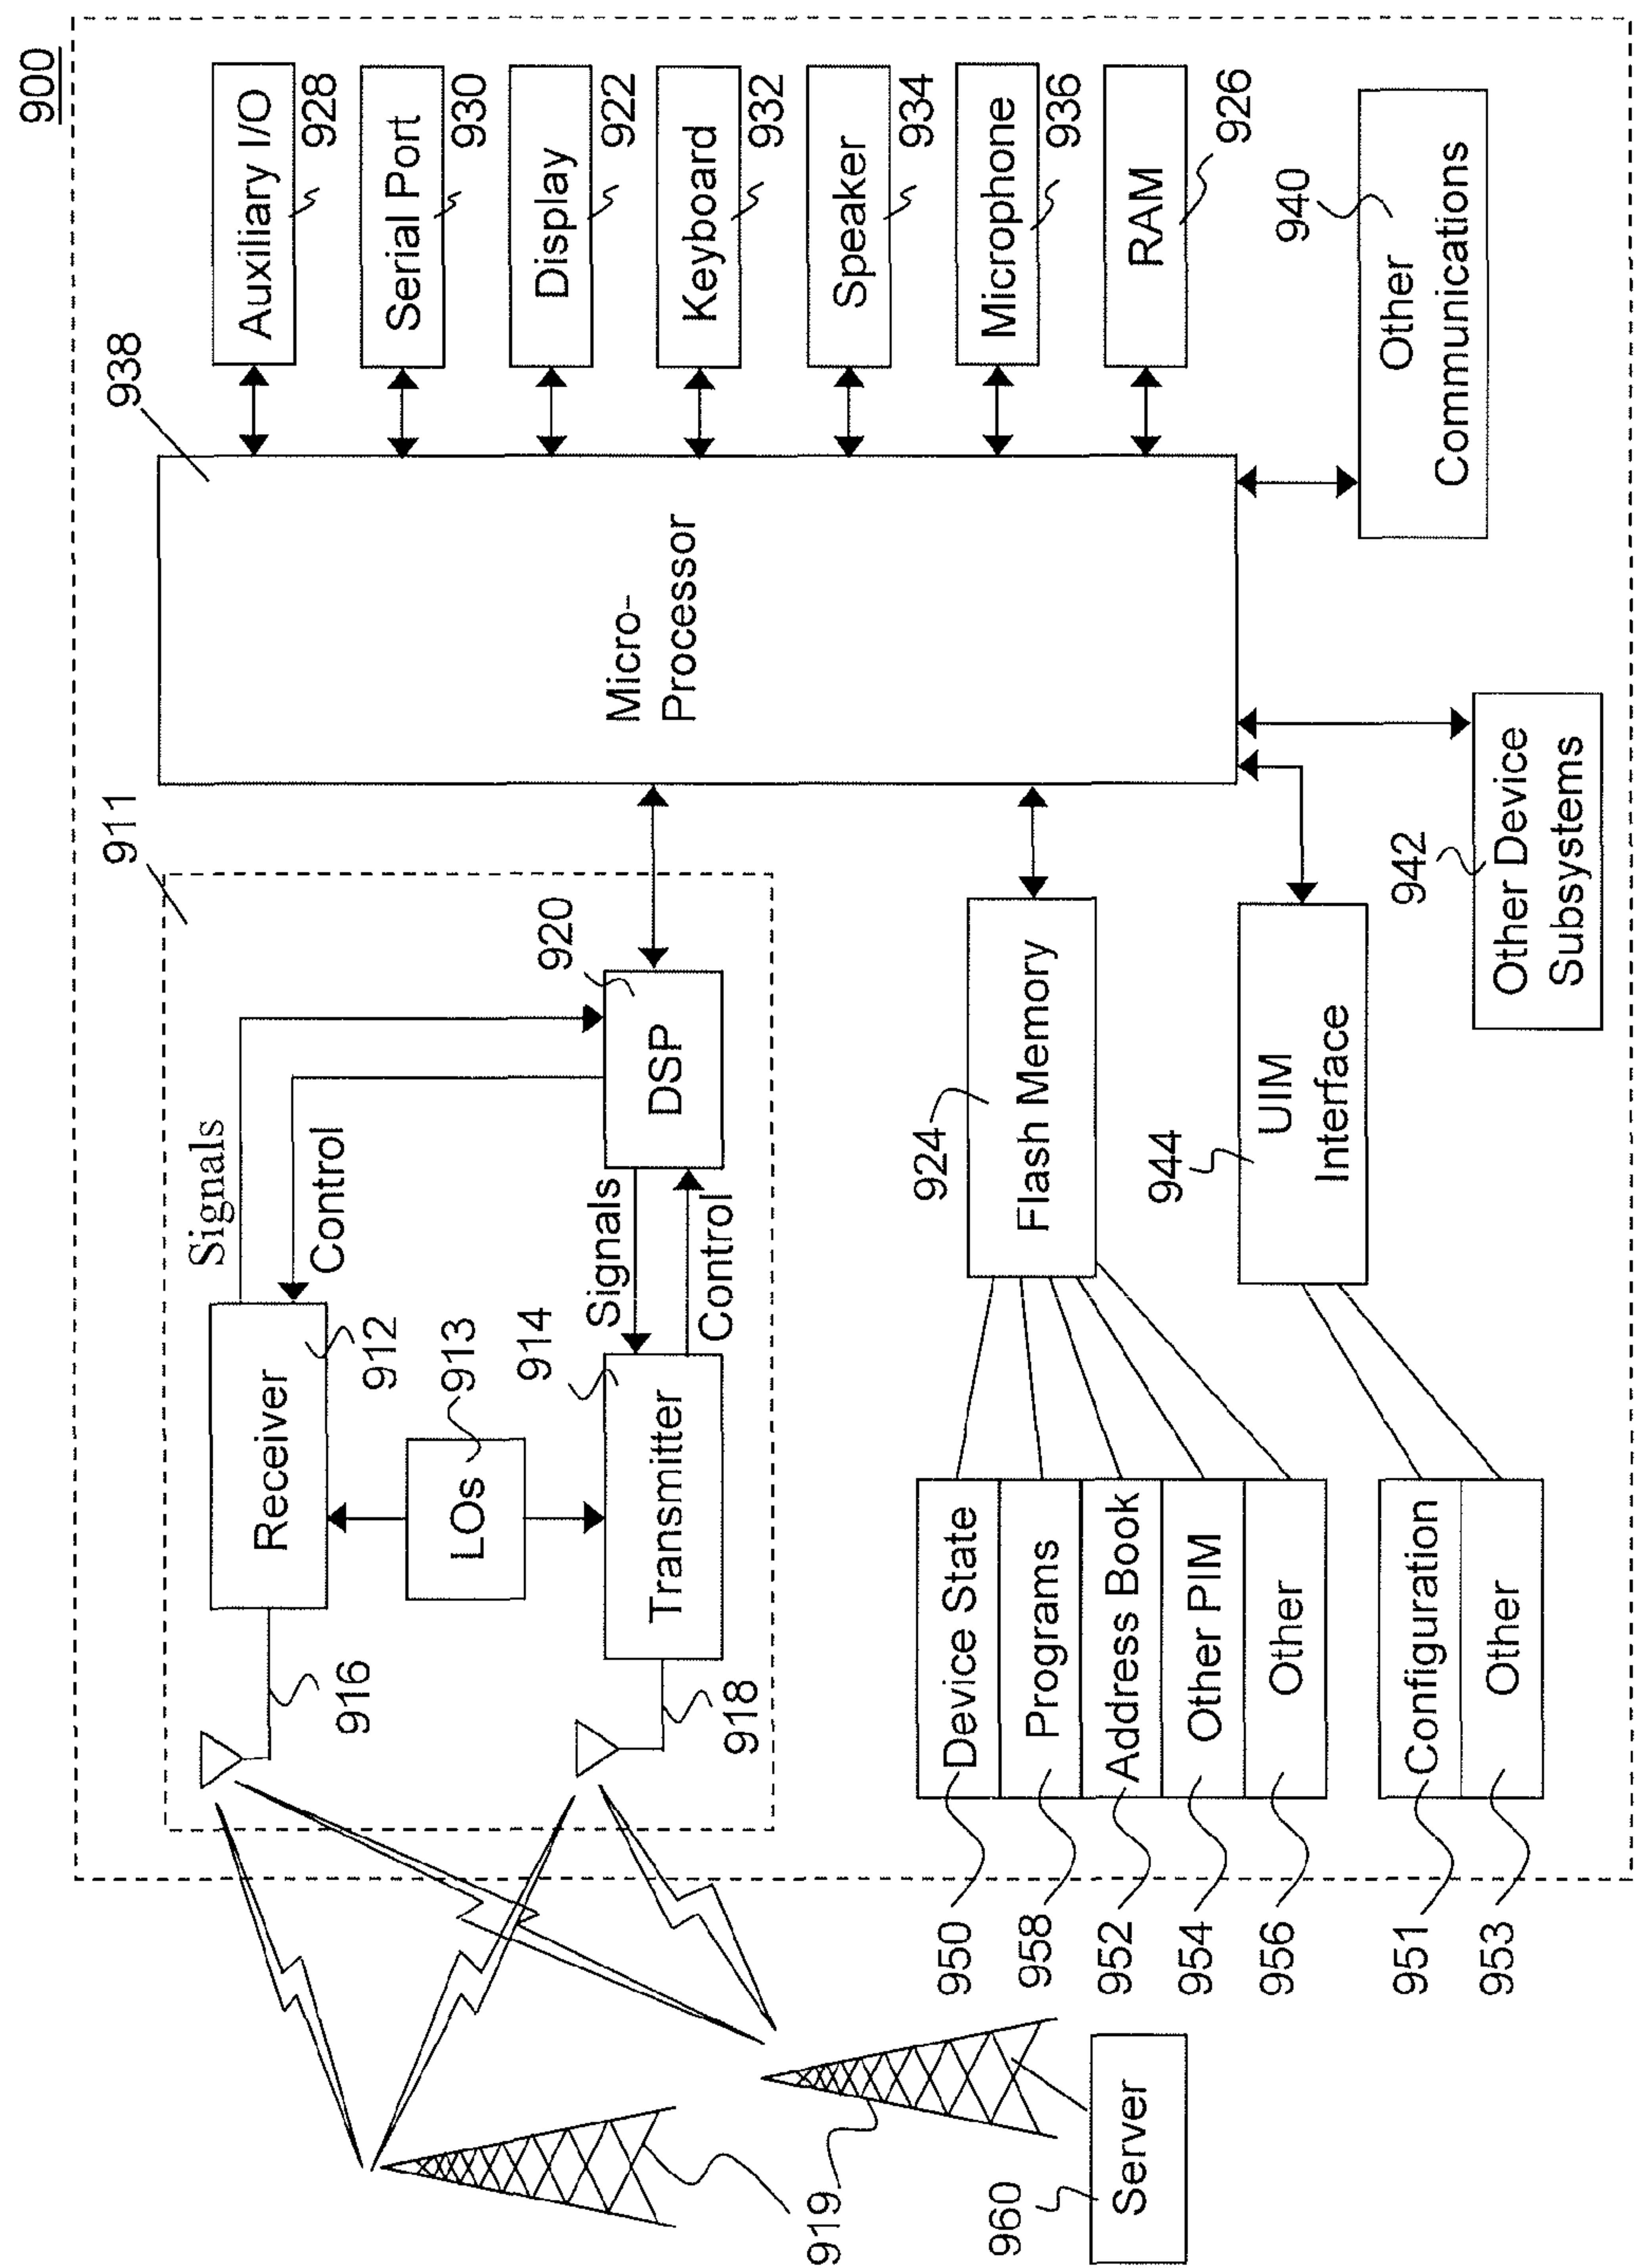 900
911
938
Signals
Receiver
912
Control
916
LOs
913
914
Signals
Transmitter
Control
918
920
DSP
Micro-
Processor
Auxiliary I/O
928
Serial Port
930
Display
922
Keyboard
932
Speaker
934
Microphone
936
RAM
926
940
Other
Communications
924
Flash Memory
944
UIM
Interface
942
Other Device
Subsystems
950
Device State
958
Programs
952
Address Book
954
Other PIM
956
Other
951
Configuration
953
Other
919
960
Server